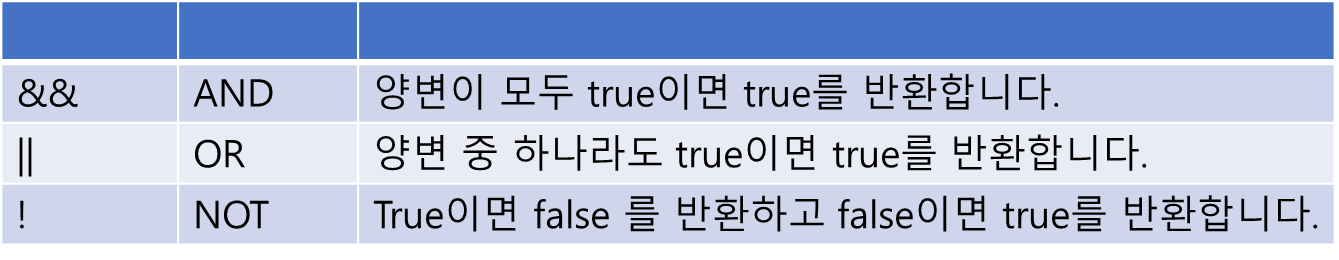 && AND 양변이 모두 true이면 true를 반환합니다.
|| OR 양변 중 하나라도 true이면 true를 반환합니다.
! NOT True이면 false 를 반환하고 false이면 true를 반환합니다.